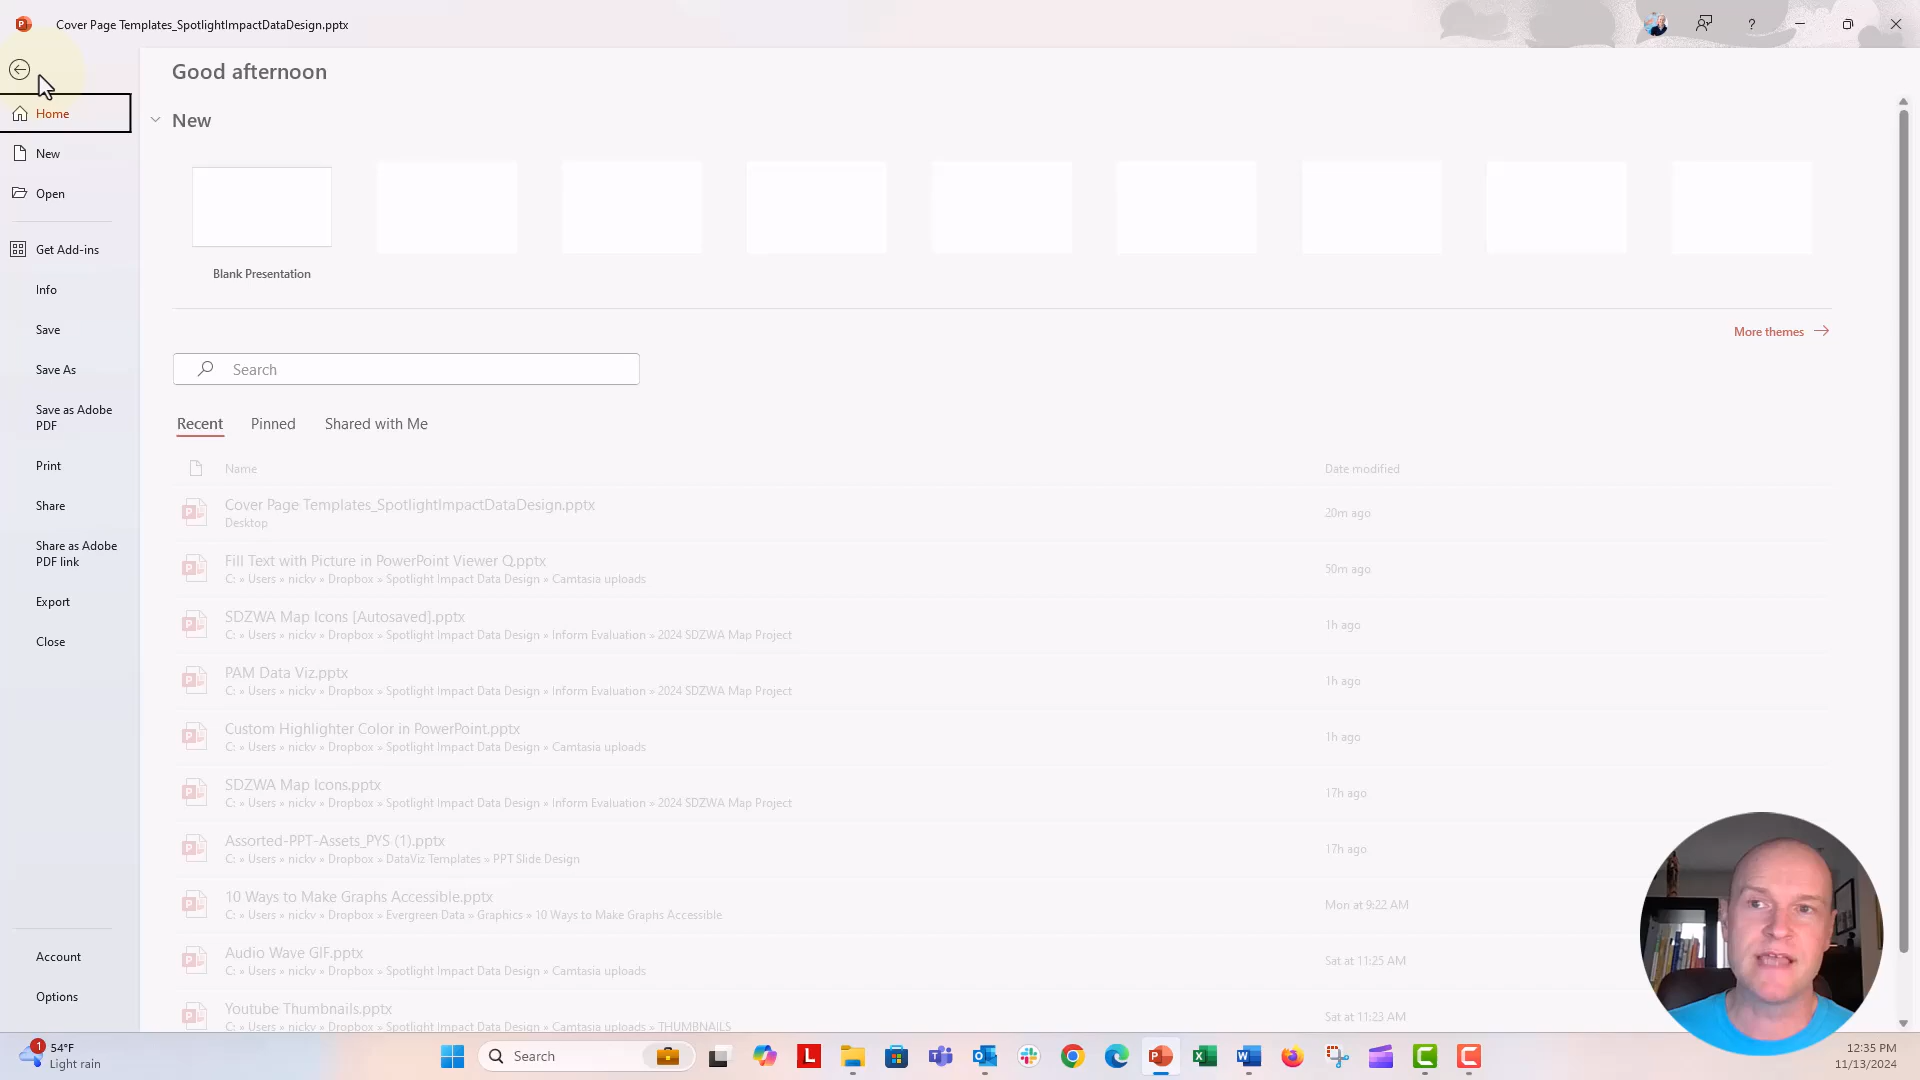 Cover Page Templates_SpotlightImpactDataDesign.pptx
?
Good afternoon
Home
New
New
Open
Blank Presentation
Get Add-ins
Info
Save
More themes
Save As
Search
Save as Adobe
PDF
Recent Pinned Shared with Me
Print
Name Date modified
Share
Cover Page Templates_SpotlightImpactDataDesign.pptx
Desktop
20m ago
Share as Adobe
PDF link
Fill Text with Picture in PowerPoint Viewer Q.pptx
C: » Users » nickv » Dropbox » Spotlight Impact Data Design » Camtasia uploads
50m ago
Export
SDZWA Map Icons [Autosaved].pptx
C: » Users » nickv » Dropbox » Spotlight Impact Data Design » Inform Evaluation » 2024 SDZWA Map Project
1h ago
Close
PAM Data Viz.pptx
C: » Users » nickv » Dropbox » Spotlight Impact Data Design » Inform Evaluation » 2024 SDZWA Map Project
1h ago
Custom Highlighter Color in PowerPoint.pptx
C: » Users » nickv » Dropbox » Spotlight Impact Data Design » Camtasia uploads
1h ago
SDZWA Map Icons.pptx
C: » Users » nickv » Dropbox » Spotlight Impact Data Design » Inform Evaluation » 2024 SDZWA Map Project
17h ago
Assorted-PPT-Assets_PYS (1).pptx
C: » Users » nickv » Dropbox » DataViz Templates » PPT Slide Design
17h ago
10 Ways to Make Graphs Accessible.pptx
C: » Users » nickv » Dropbox » Evergreen Data » Graphics » 10 Ways to Make Graphs Accessible
Mon at 9:22 AM
Account
Audio Wave GIF.pptx
C: » Users » nickv » Dropbox » Spotlight Impact Data Design » Camtasia uploads
Sat at 11:25 AM
Options
Youtube Thumbnails.pptx
C: » Users » nickv » Dropbox » Spotlight Impact Data Design » Camtasia uploads » THUMBNAILS
Sat at 11:23 AM
1
54°F
Light rain
Search
L
12:35 PM
11/13/2024